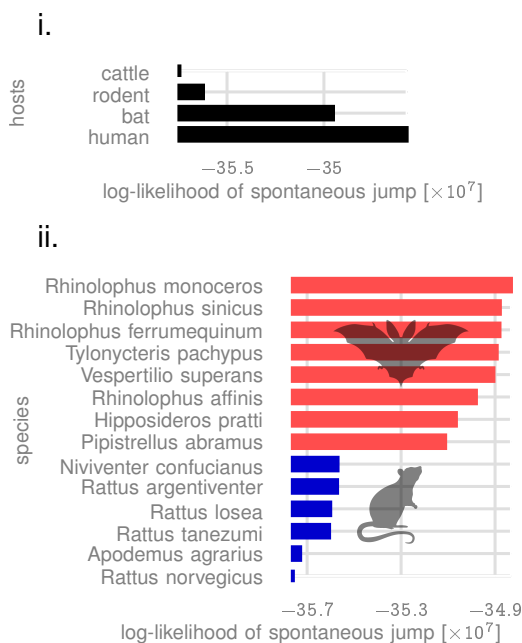 i.
hosts
cattle
rodent
bat
human
−35.5 −35
log-likelihood of spontaneous jump [×10⁷]
ii.
species
Rhinolophus monoceros
Rhinolophus sinicus
Rhinolophus ferrumequinum
Tylonycteris pachypus
Vespertilio superans
Rhinolophus affinis
Hipposideros pratti
Pipistrellus abramus
Niviventer confucianus
Rattus argentiventer
Rattus losea
Rattus tanezumi
Apodemus agrarius
Rattus norvegicus
−35.7 −35.3 −34.9
log-likelihood of spontaneous jump [×10⁷]